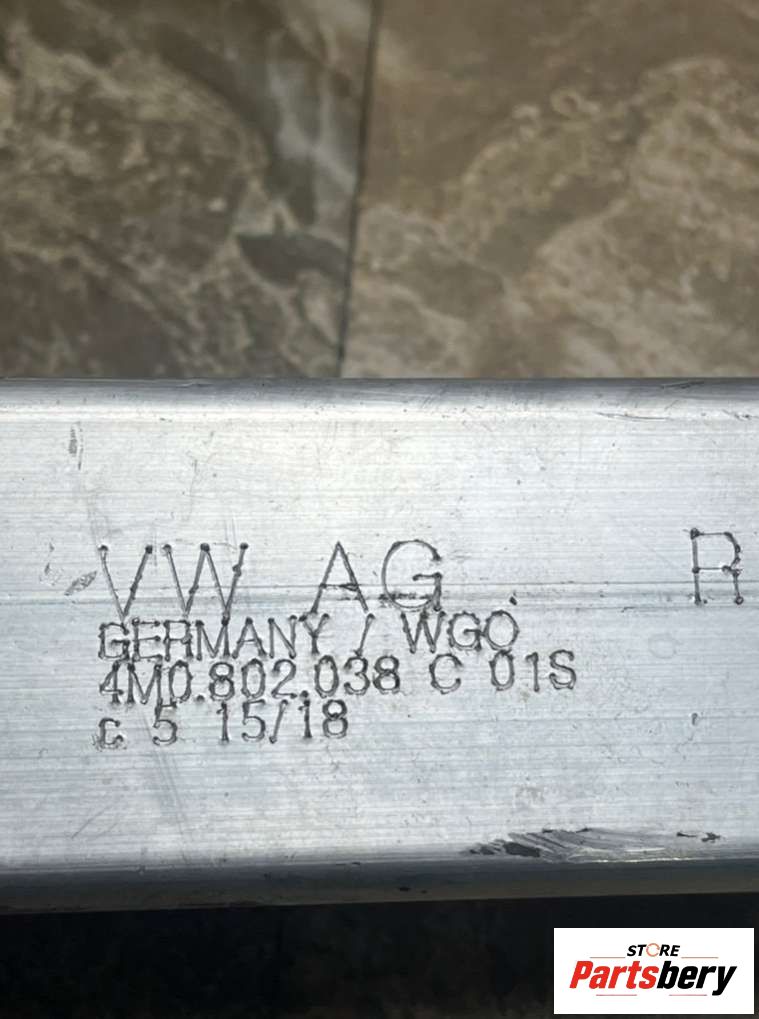 VW AG R
GERMANY / WGO
4M0.802.038 C 01S
c 5 15/18
STORE
Partsbery